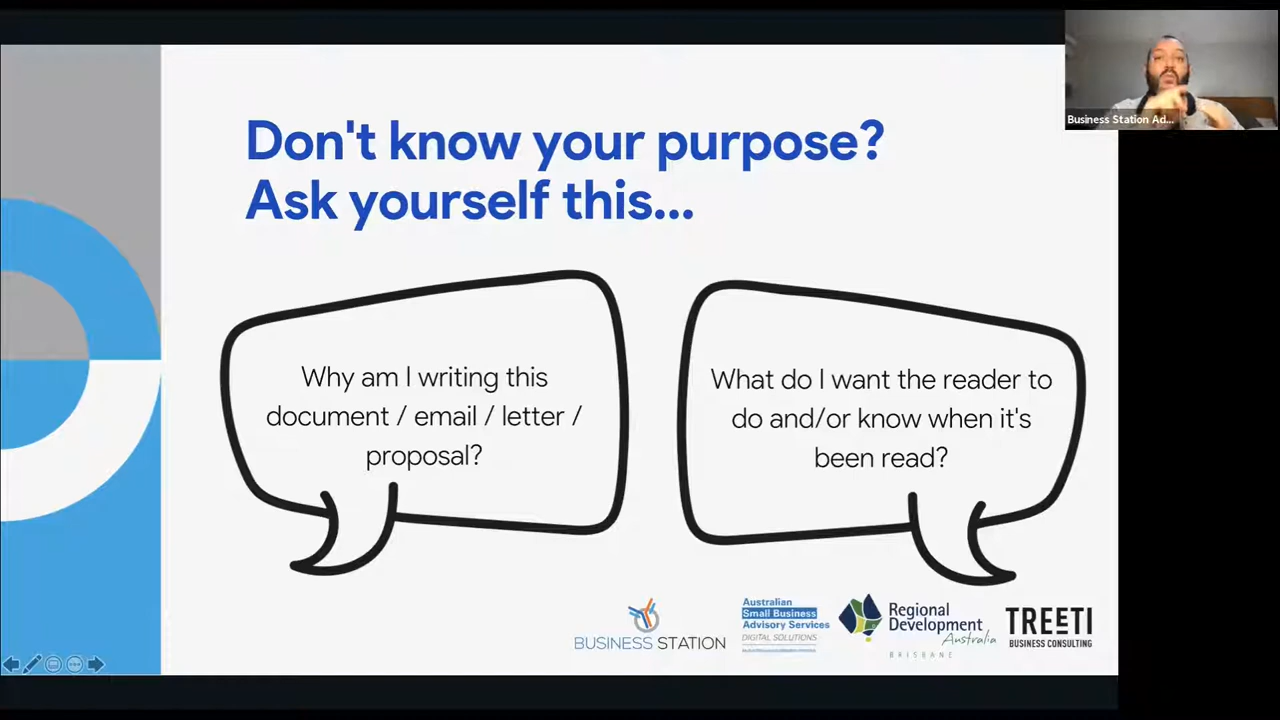 Don't know your purpose?
Ask yourself this...
Why am I writing this
document / email / letter /
proposal?
What do I want the reader to
do and/or know when it's
been read?
BUSINESS STATION
Australian
Small Business
Advisory Services
DIGITAL SOLUTIONS
Regional
Development
Australia
BRISBANE
TREETI
BUSINESS CONSULTING
Business Station Ad...